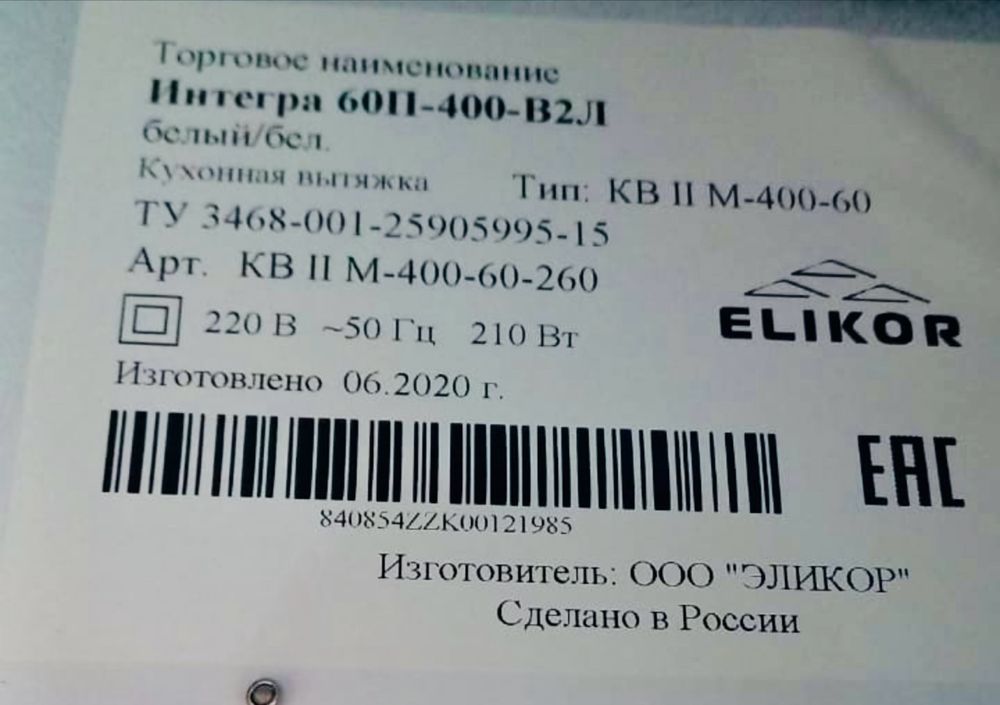 Торговое наименование
Интегра 60П-400-В2Л
белый/бел.
Кухонная вытяжка Тип: КВ II М-400-60
ТУ 3468-001-25905995-15
Арт. КВ II М-400-60-260
220 В ~50 Гц 210 Вт
ELIKOR
Изготовлено 06.2020 г.
EAC
840854ZZK00121985
Изготовитель: ООО "ЭЛИКОР"
Сделано в России